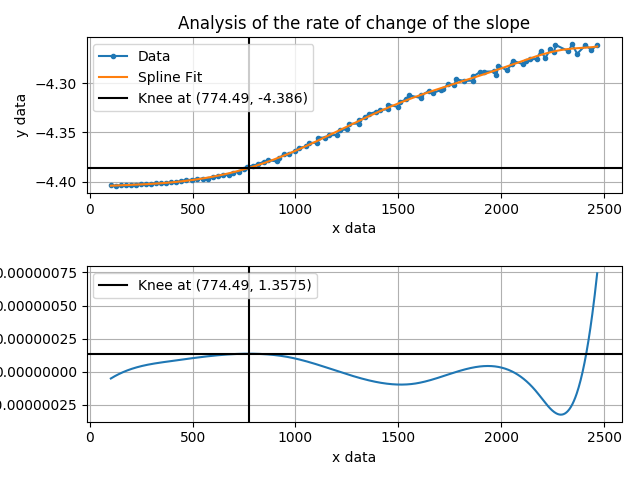 Analysis of the rate of change of the slope
Data
Spline Fit
Knee at (774.49, -4.386)
−4.30
−4.35
−4.40
y data
0 500 1000 1500 2000 2500
x data
Knee at (774.49, 1.3575)
0.00000075
0.00000050
0.00000025
0.00000000
0.00000025
0 500 1000 1500 2000 2500
x data